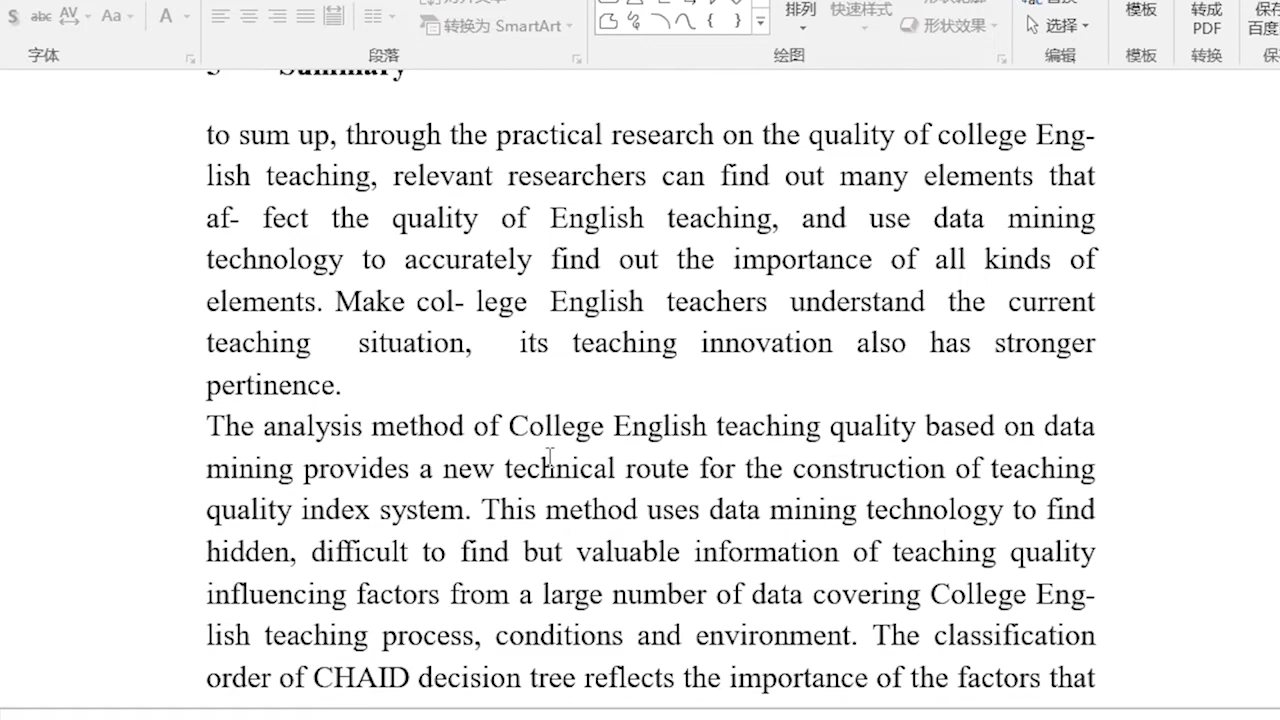 S abc AV Aa A
转换为 SmartArt
排列 快速样式
形状效果
选择
模板 转成 保存
PDF 百度
字体 段落 绘图 编辑 模板 转换
Summary
to sum up, through the practical research on the quality of college Eng-
lish teaching, relevant researchers can find out many elements that
af- fect the quality of English teaching, and use data mining
technology to accurately find out the importance of all kinds of
elements. Make col- lege English teachers understand the current
teaching situation, its teaching innovation also has stronger
pertinence.
The analysis method of College English teaching quality based on data
mining provides a new technical route for the construction of teaching
quality index system. This method uses data mining technology to find
hidden, difficult to find but valuable information of teaching quality
influencing factors from a large number of data covering College Eng-
lish teaching process, conditions and environment. The classification
order of CHAID decision tree reflects the importance of the factors that